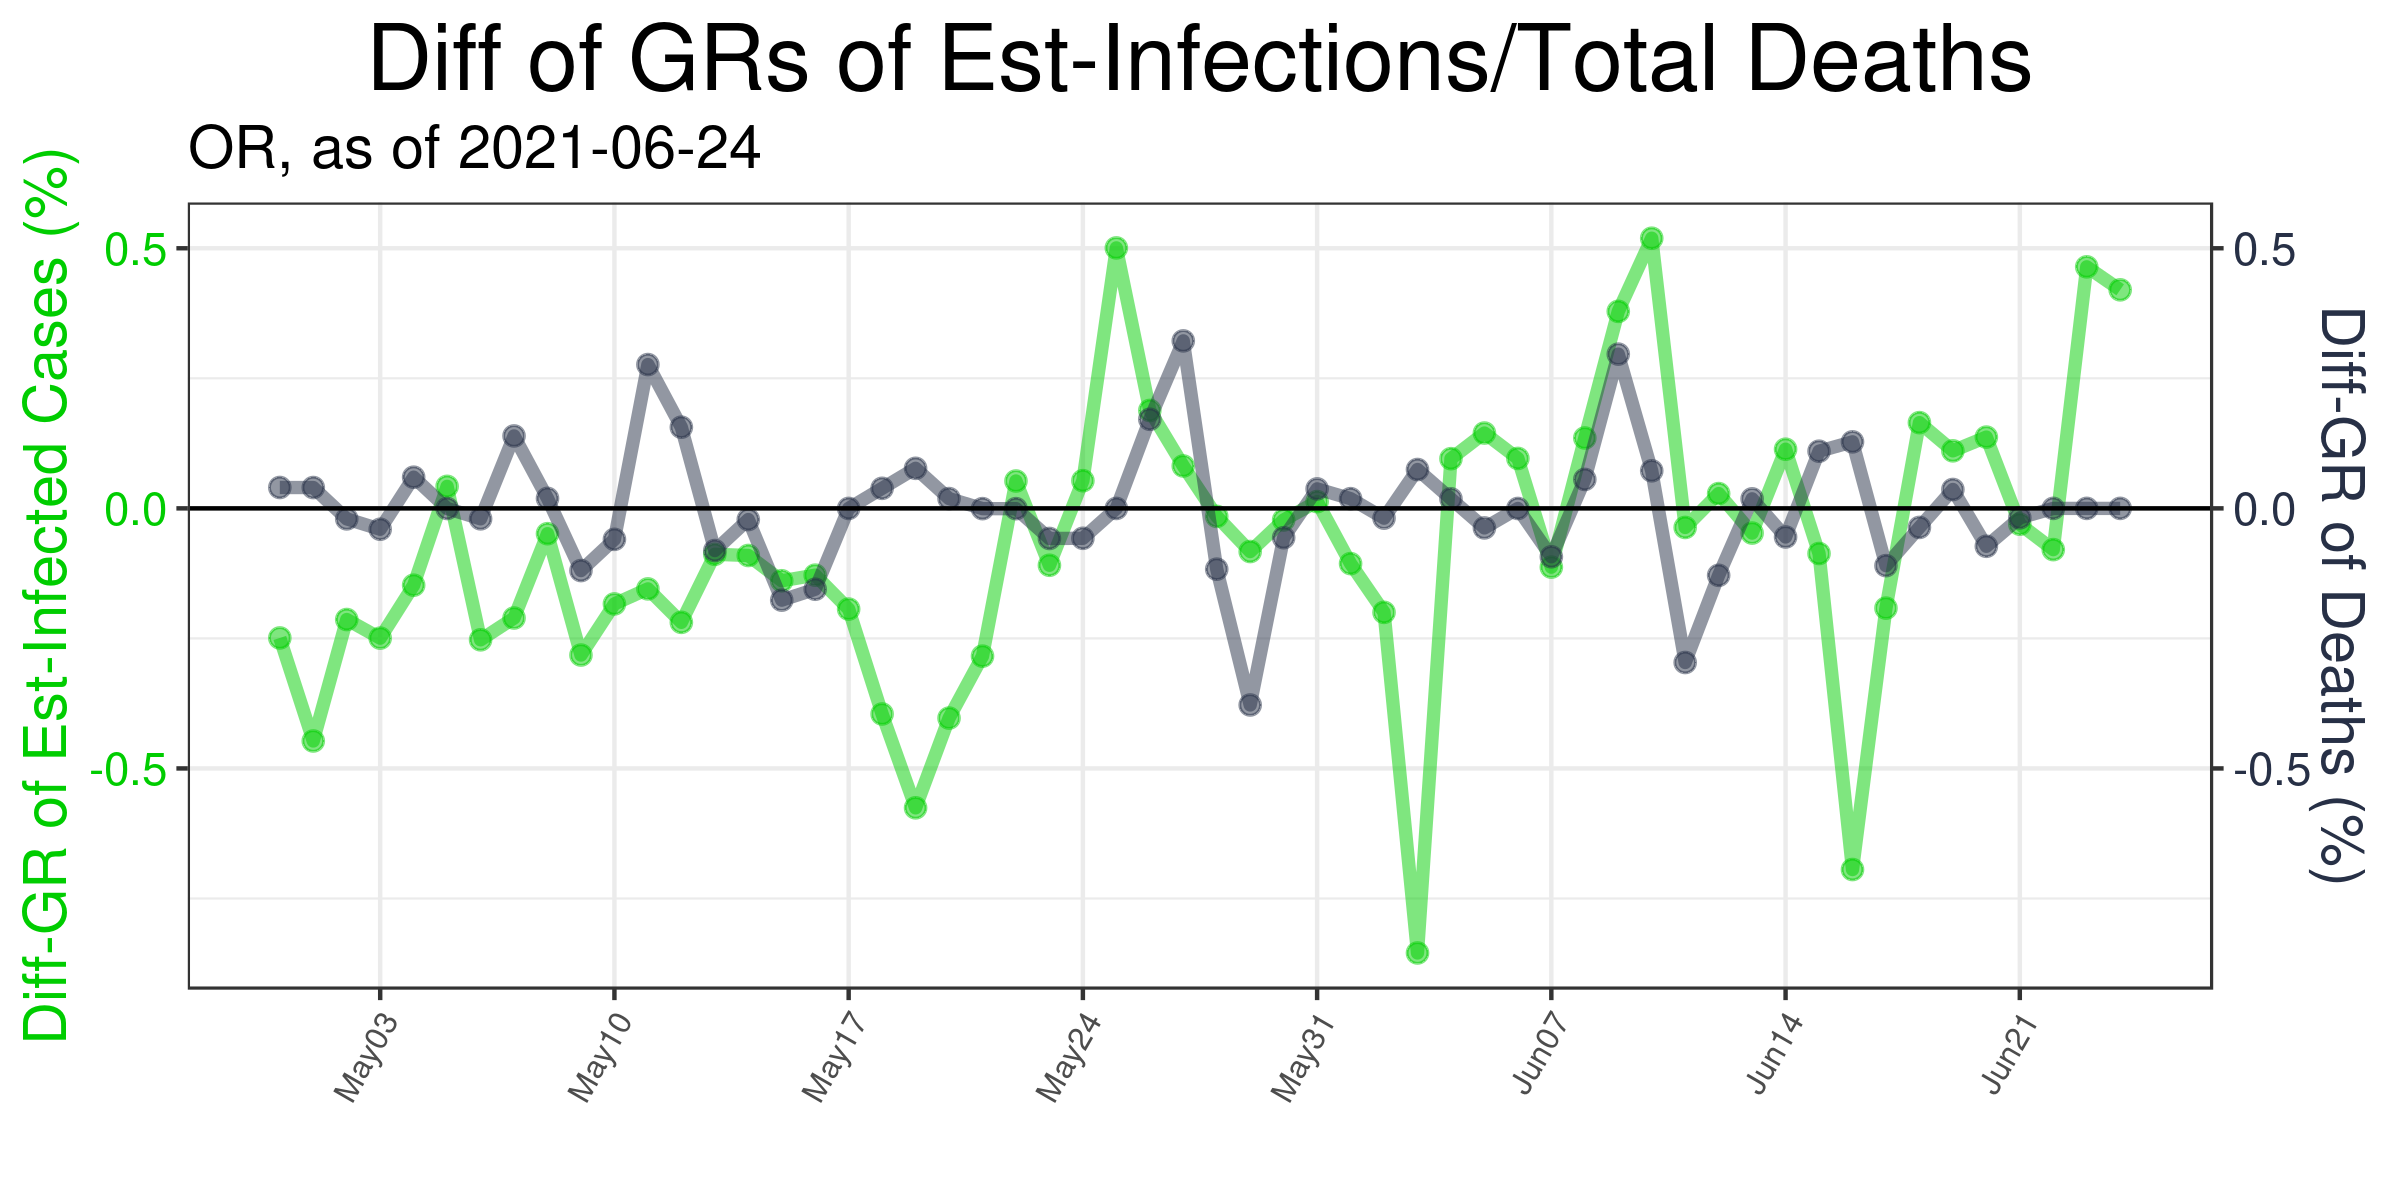 Diff of GRs of Est-Infections/Total Deaths
OR, as of 2021-06-24
Diff-GR of Est-Infected Cases (%)
0.5
0.0
-0.5
0.5
0.0
-0.5
Diff-GR of Deaths (%)
May03
May10
May17
May24
May31
Jun07
Jun14
Jun21